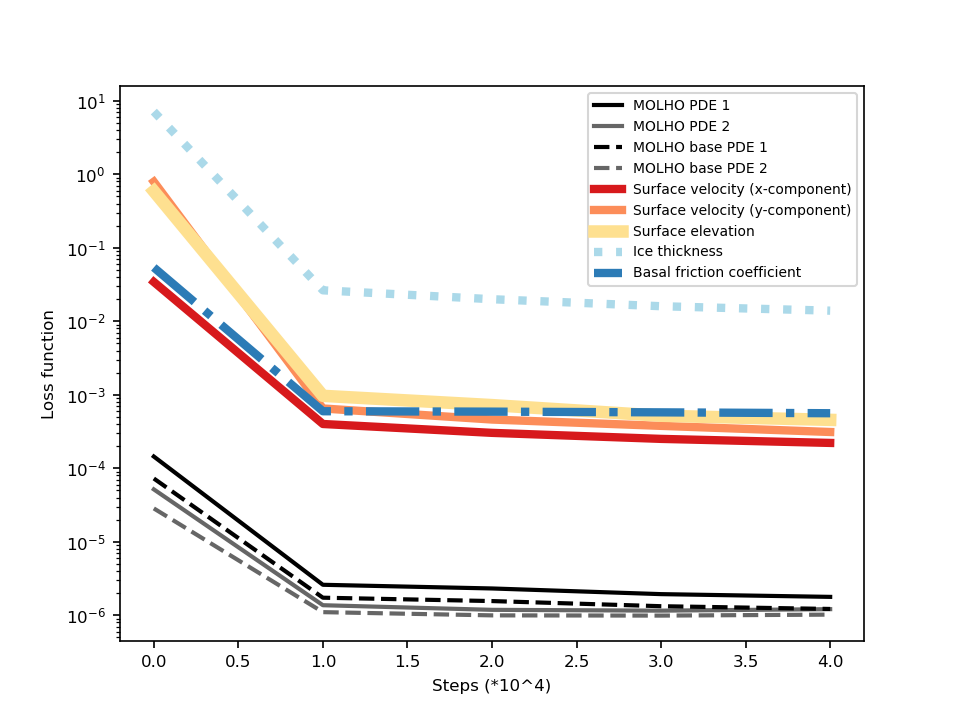 10^1
10^0
10^-1
10^-2
10^-3
10^-4
10^-5
10^-6
Loss function
MOLHO PDE 1
MOLHO PDE 2
MOLHO base PDE 1
MOLHO base PDE 2
Surface velocity (x-component)
Surface velocity (y-component)
Surface elevation
Ice thickness
Basal friction coefficient
0.0 0.5 1.0 1.5 2.0 2.5 3.0 3.5 4.0
Steps (*10^4)